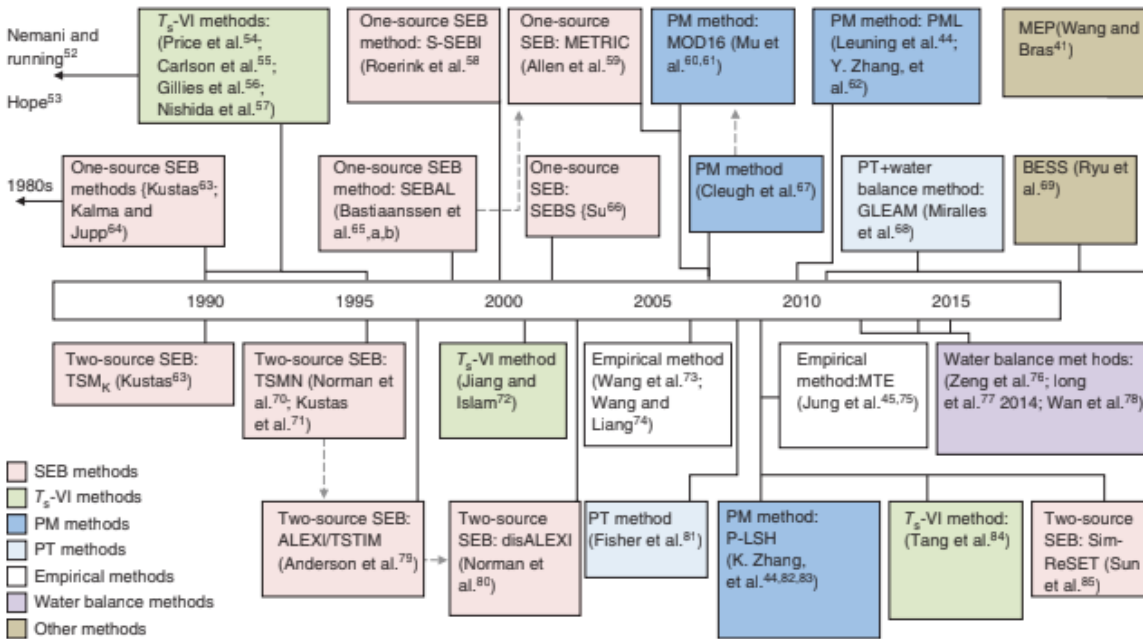 Nemani and
running⁵²
Hope⁵³
Tₛ-VI methods:
(Price et al.⁵⁴;
Carlson et al.⁵⁵;
Gillies et al.⁵⁶;
Nishida et al.⁵⁷)
One-source SEB
method: S-SEBI
(Roerink et al.⁵⁸
One-source
SEB: METRIC
(Allen et al.⁵⁹)
PM method:
MOD16 (Mu et
al.⁶⁰,⁶¹)
PM method: PML
(Leuning et al.⁴⁴;
Y. Zhang, et
al.⁶²)
MEP(Wang and
Bras⁴¹)
1980s
One-source SEB
methods {Kustas⁶³;
Kalma and
Jupp⁶⁴)
One-source SEB
method: SEBAL
(Bastiaanssen et
al.⁶⁵,a,b)
One-source
SEB:
SEBS {Su⁶⁶)
PM method
(Cleugh et al.⁶⁷)
PT+water
balance method:
GLEAM (Miralles
et al.⁶⁸)
BESS (Ryu et
al.⁶⁹)
1990 1995 2000 2005 2010 2015
Two-source SEB:
TSM_K (Kustas⁶³)
Two-source SEB:
TSMN (Norman et
al.⁷⁰; Kustas
et al.⁷¹)
Tₛ-VI method
(Jiang and
Islam⁷²)
Empirical method
(Wang et al.⁷³;
Wang and
Liang⁷⁴)
Empirical
method:MTE
(Jung et al.⁴⁵,⁷⁵)
Water balance met hods:
(Zeng et al.⁷⁶; long
et al.⁷⁷ 2014; Wan et al.⁷⁸)
Two-source SEB:
ALEXI/TSTIM
(Anderson et al.⁷⁹)
Two-source
SEB: disALEXI
(Norman et
al.⁸⁰)
PT method
(Fisher et al.⁸¹)
PM method:
P-LSH
(K. Zhang,
et al.⁴⁴,⁸²,⁸³)
Tₛ-VI method:
(Tang et al.⁸⁴)
Two-source
SEB: Sim-
ReSET (Sun
et al.⁸⁵)
SEB methods
Tₛ-VI methods
PM methods
PT methods
Empirical methods
Water balance methods
Other methods